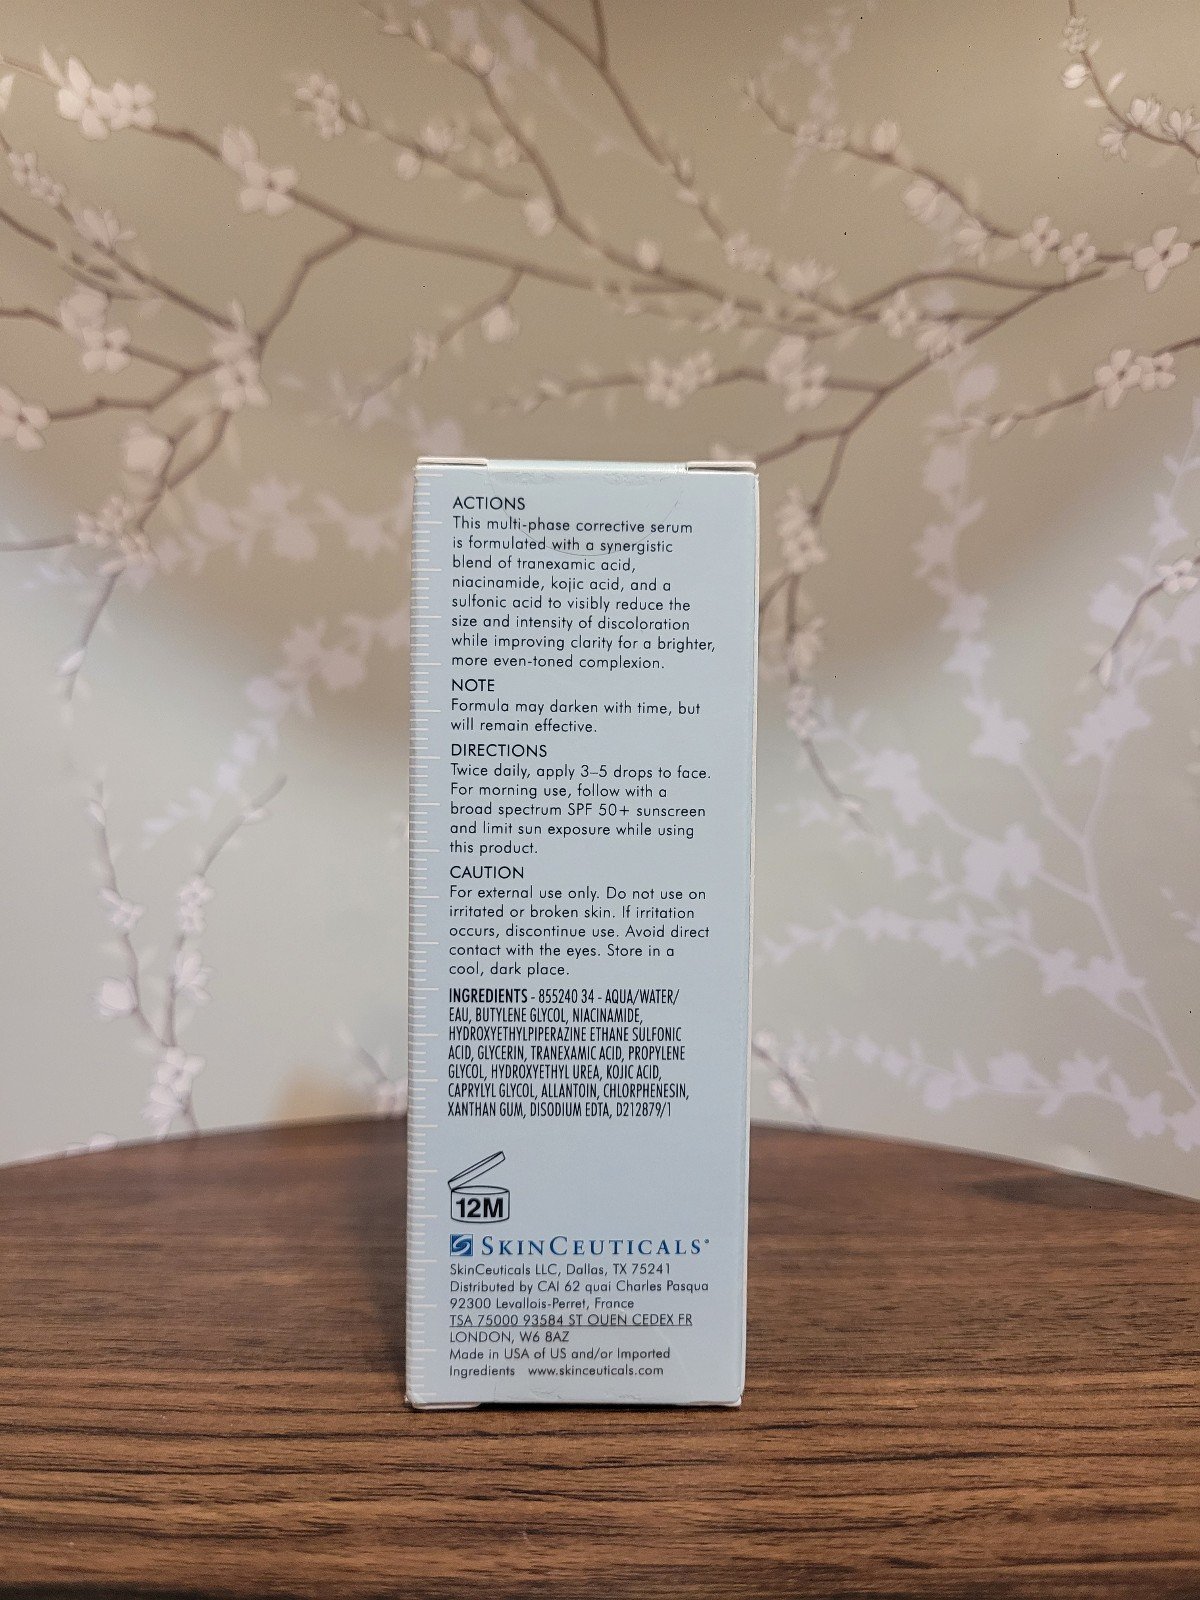 ACTIONS
This multi-phase corrective serum
is formulated with a synergistic
blend of tranexamic acid,
niacinamide, kojic acid, and a
sulfonic acid to visibly reduce the
size and intensity of discoloration
while improving clarity for a brighter,
more even-toned complexion.
NOTE
Formula may darken with time, but
will remain effective.
DIRECTIONS
Twice daily, apply 3–5 drops to face.
For morning use, follow with a
broad spectrum SPF 50+ sunscreen
and limit sun exposure while using
this product.
CAUTION
For external use only. Do not use on
irritated or broken skin. If irritation
occurs, discontinue use. Avoid direct
contact with the eyes. Store in a
cool, dark place.
INGREDIENTS - 855240 34 - AQUA/WATER/
EAU, BUTYLENE GLYCOL, NIACINAMIDE,
HYDROXYETHYLPIPERAZINE ETHANE SULFONIC
ACID, GLYCERIN, TRANEXAMIC ACID, PROPYLENE
GLYCOL, HYDROXYETHYL UREA, KOJIC ACID,
CAPRYLYL GLYCOL, ALLANTOIN, CHLORPHENESIN,
XANTHAN GUM, DISODIUM EDTA, D212879/1
12M
SKINCEUTICALS®
SkinCeuticals LLC, Dallas, TX 75241
Distributed by CAI 62 quai Charles Pasqua
92300 Levallois-Perret, France
TSA 75000 93584 ST OUEN CEDEX FR
LONDON, W6 8AZ
Made in USA of US and/or Imported
Ingredients www.skinceuticals.com